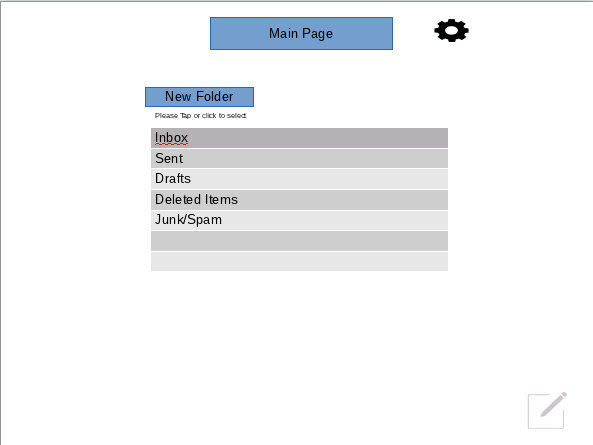 Main Page
New Folder
Please Tap or click to select
Inbox
Sent
Drafts
Deleted Items
Junk/Spam